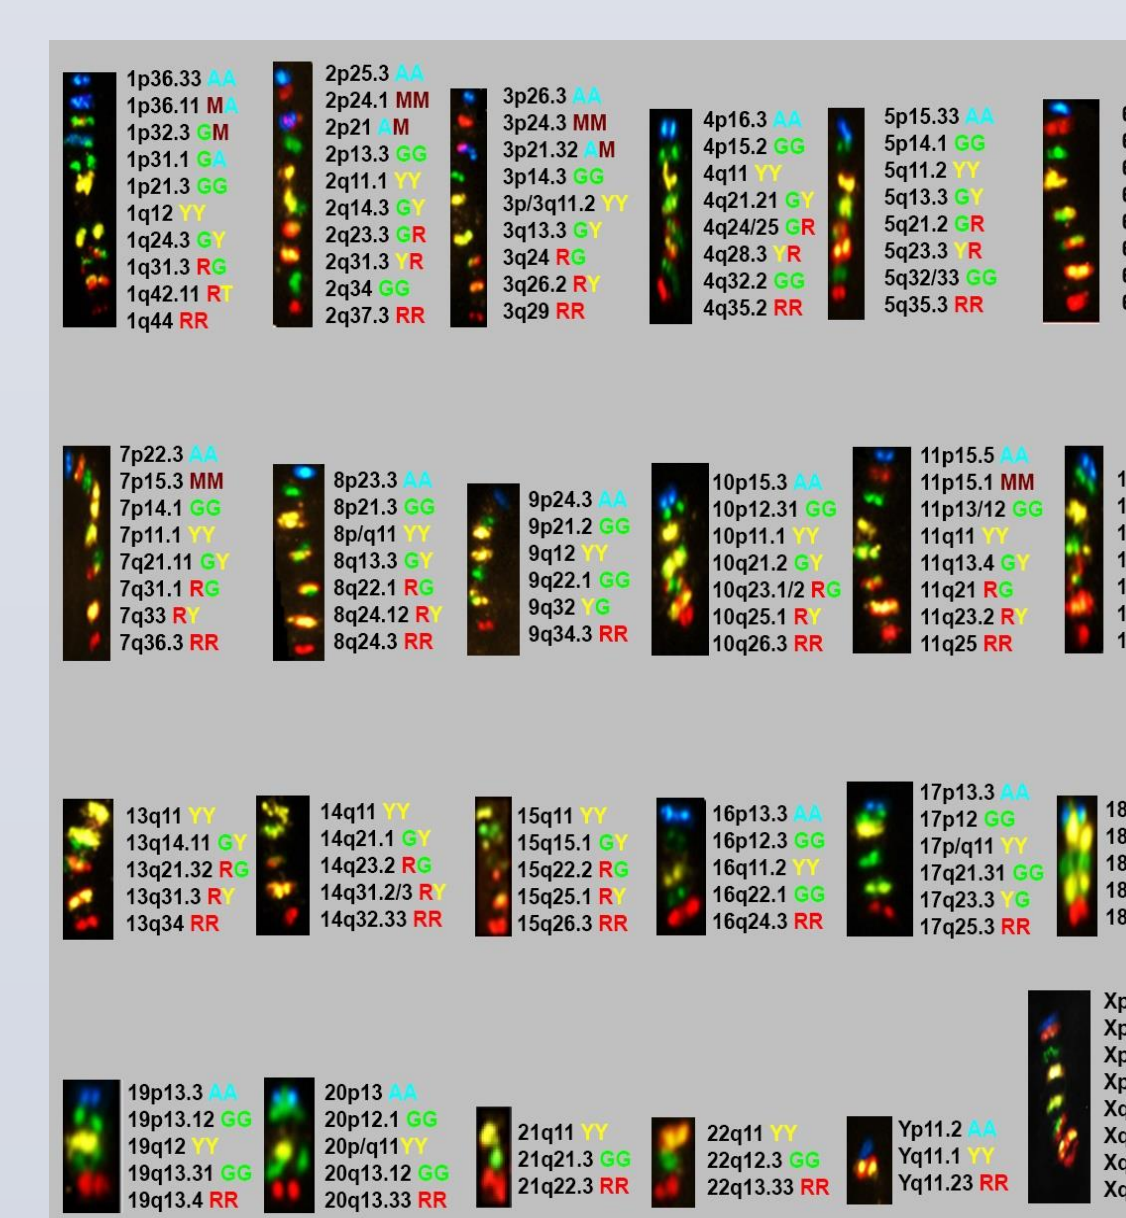 1p36.33 AA
1p36.11 MA
1p32.3 GM
1p31.1 GA
1p21.3 GG
1q12 YY
1q24.3 GY
1q31.3 RG
1q42.11 RT
1q44 RR
2p25.3 AA
2p24.1 MM
2p21 AM
2p13.3 GG
2q11.1 YY
2q14.3 GY
2q23.3 GR
2q31.3 YR
2q34 GG
2q37.3 RR
3p26.3 AA
3p24.3 MM
3p21.32 AM
3p14.3 GG
3p/3q11.2 YY
3q13.3 GY
3q24 RG
3q26.2 RY
3q29 RR
4p16.3 AA
4p15.2 GG
4q11 YY
4q21.21 GY
4q24/25 GR
4q28.3 YR
4q32.2 GG
4q35.2 RR
5p15.33 AA
5p14.1 GG
5q11.2 YY
5q13.3 GY
5q21.2 GR
5q23.3 YR
5q32/33 GG
5q35.3 RR
7p22.3 AA
7p15.3 MM
7p14.1 GG
7p11.1 YY
7q21.11 GY
7q31.1 RG
7q33 RY
7q36.3 RR
8p23.3 AA
8p21.3 GG
8p/q11 YY
8q13.3 GY
8q22.1 RG
8q24.12 RY
8q24.3 RR
9p24.3 AA
9p21.2 GG
9q12 YY
9q22.1 GG
9q32 YG
9q34.3 RR
10p15.3 AA
10p12.31 GG
10p11.1 YY
10q21.2 GY
10q23.1/2 RG
10q25.1 RY
10q26.3 RR
11p15.5 AA
11p15.1 MM
11p13/12 GG
11q11 YY
11q13.4 GY
11q21 RG
11q23.2 RY
11q25 RR
13q11 YY
13q14.11 GY
13q21.32 RG
13q31.3 RY
13q34 RR
14q11 YY
14q21.1 GY
14q23.2 RG
14q31.2/3 RY
14q32.33 RR
15q11 YY
15q15.1 GY
15q22.2 RG
15q25.1 RY
15q26.3 RR
16p13.3 AA
16p12.3 GG
16q11.2 YY
16q22.1 GG
16q24.3 RR
17p13.3 AA
17p12 GG
17p/q11 YY
17q21.31 GG
17q23.3 YG
17q25.3 RR
18
18
18
18
18
19p13.3 AA
19p13.12 GG
19q12 YY
19q13.31 GG
19q13.4 RR
20p13 AA
20p12.1 GG
20p/q11YY
20q13.12 GG
20q13.33 RR
21q11 YY
21q21.3 GG
21q22.3 RR
22q11 YY
22q12.3 GG
22q13.33 RR
Yp11.2 AA
Yq11.1 YY
Yq11.23 RR
Xp
Xp
Xp
Xp
Xq
Xq
Xq
Xq